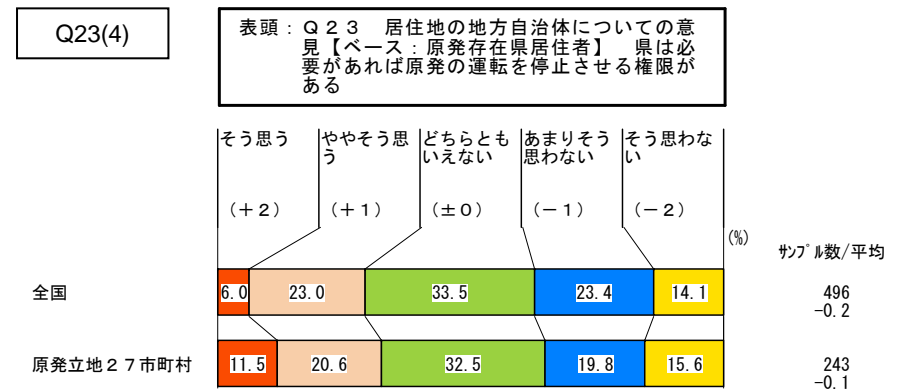 Q23(4)
表頭：Ｑ２３　居住地の地方自治体についての意
見【ベース：原発存在県居住者】　県は必
要があれば原発の運転を停止させる権限が
ある
そう思う
ややそう思
う
どちらとも
いえない
あまりそう
思わない
そう思わな
い
（＋２）
（＋１）
（±０）
（－１）
（－２）
(%)
ｻﾝﾌﾟﾙ数/平均
全国
6.0
23.0
33.5
23.4
14.1
496
-0.2
原発立地２７市町村
11.5
20.6
32.5
19.8
15.6
243
-0.1